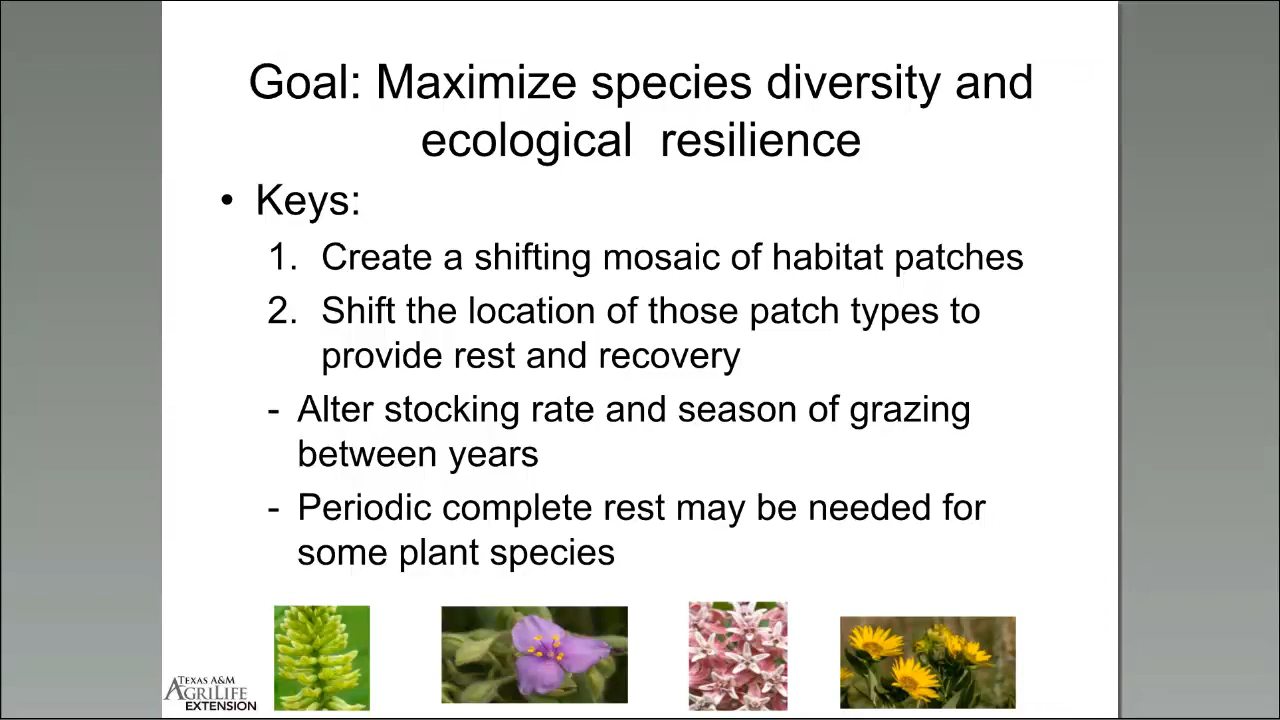 Goal: Maximize species diversity and
ecological resilience
• Keys:
1. Create a shifting mosaic of habitat patches
2. Shift the location of those patch types to
provide rest and recovery
- Alter stocking rate and season of grazing
between years
- Periodic complete rest may be needed for
some plant species
TEXAS A&M
AGRILIFE
EXTENSION